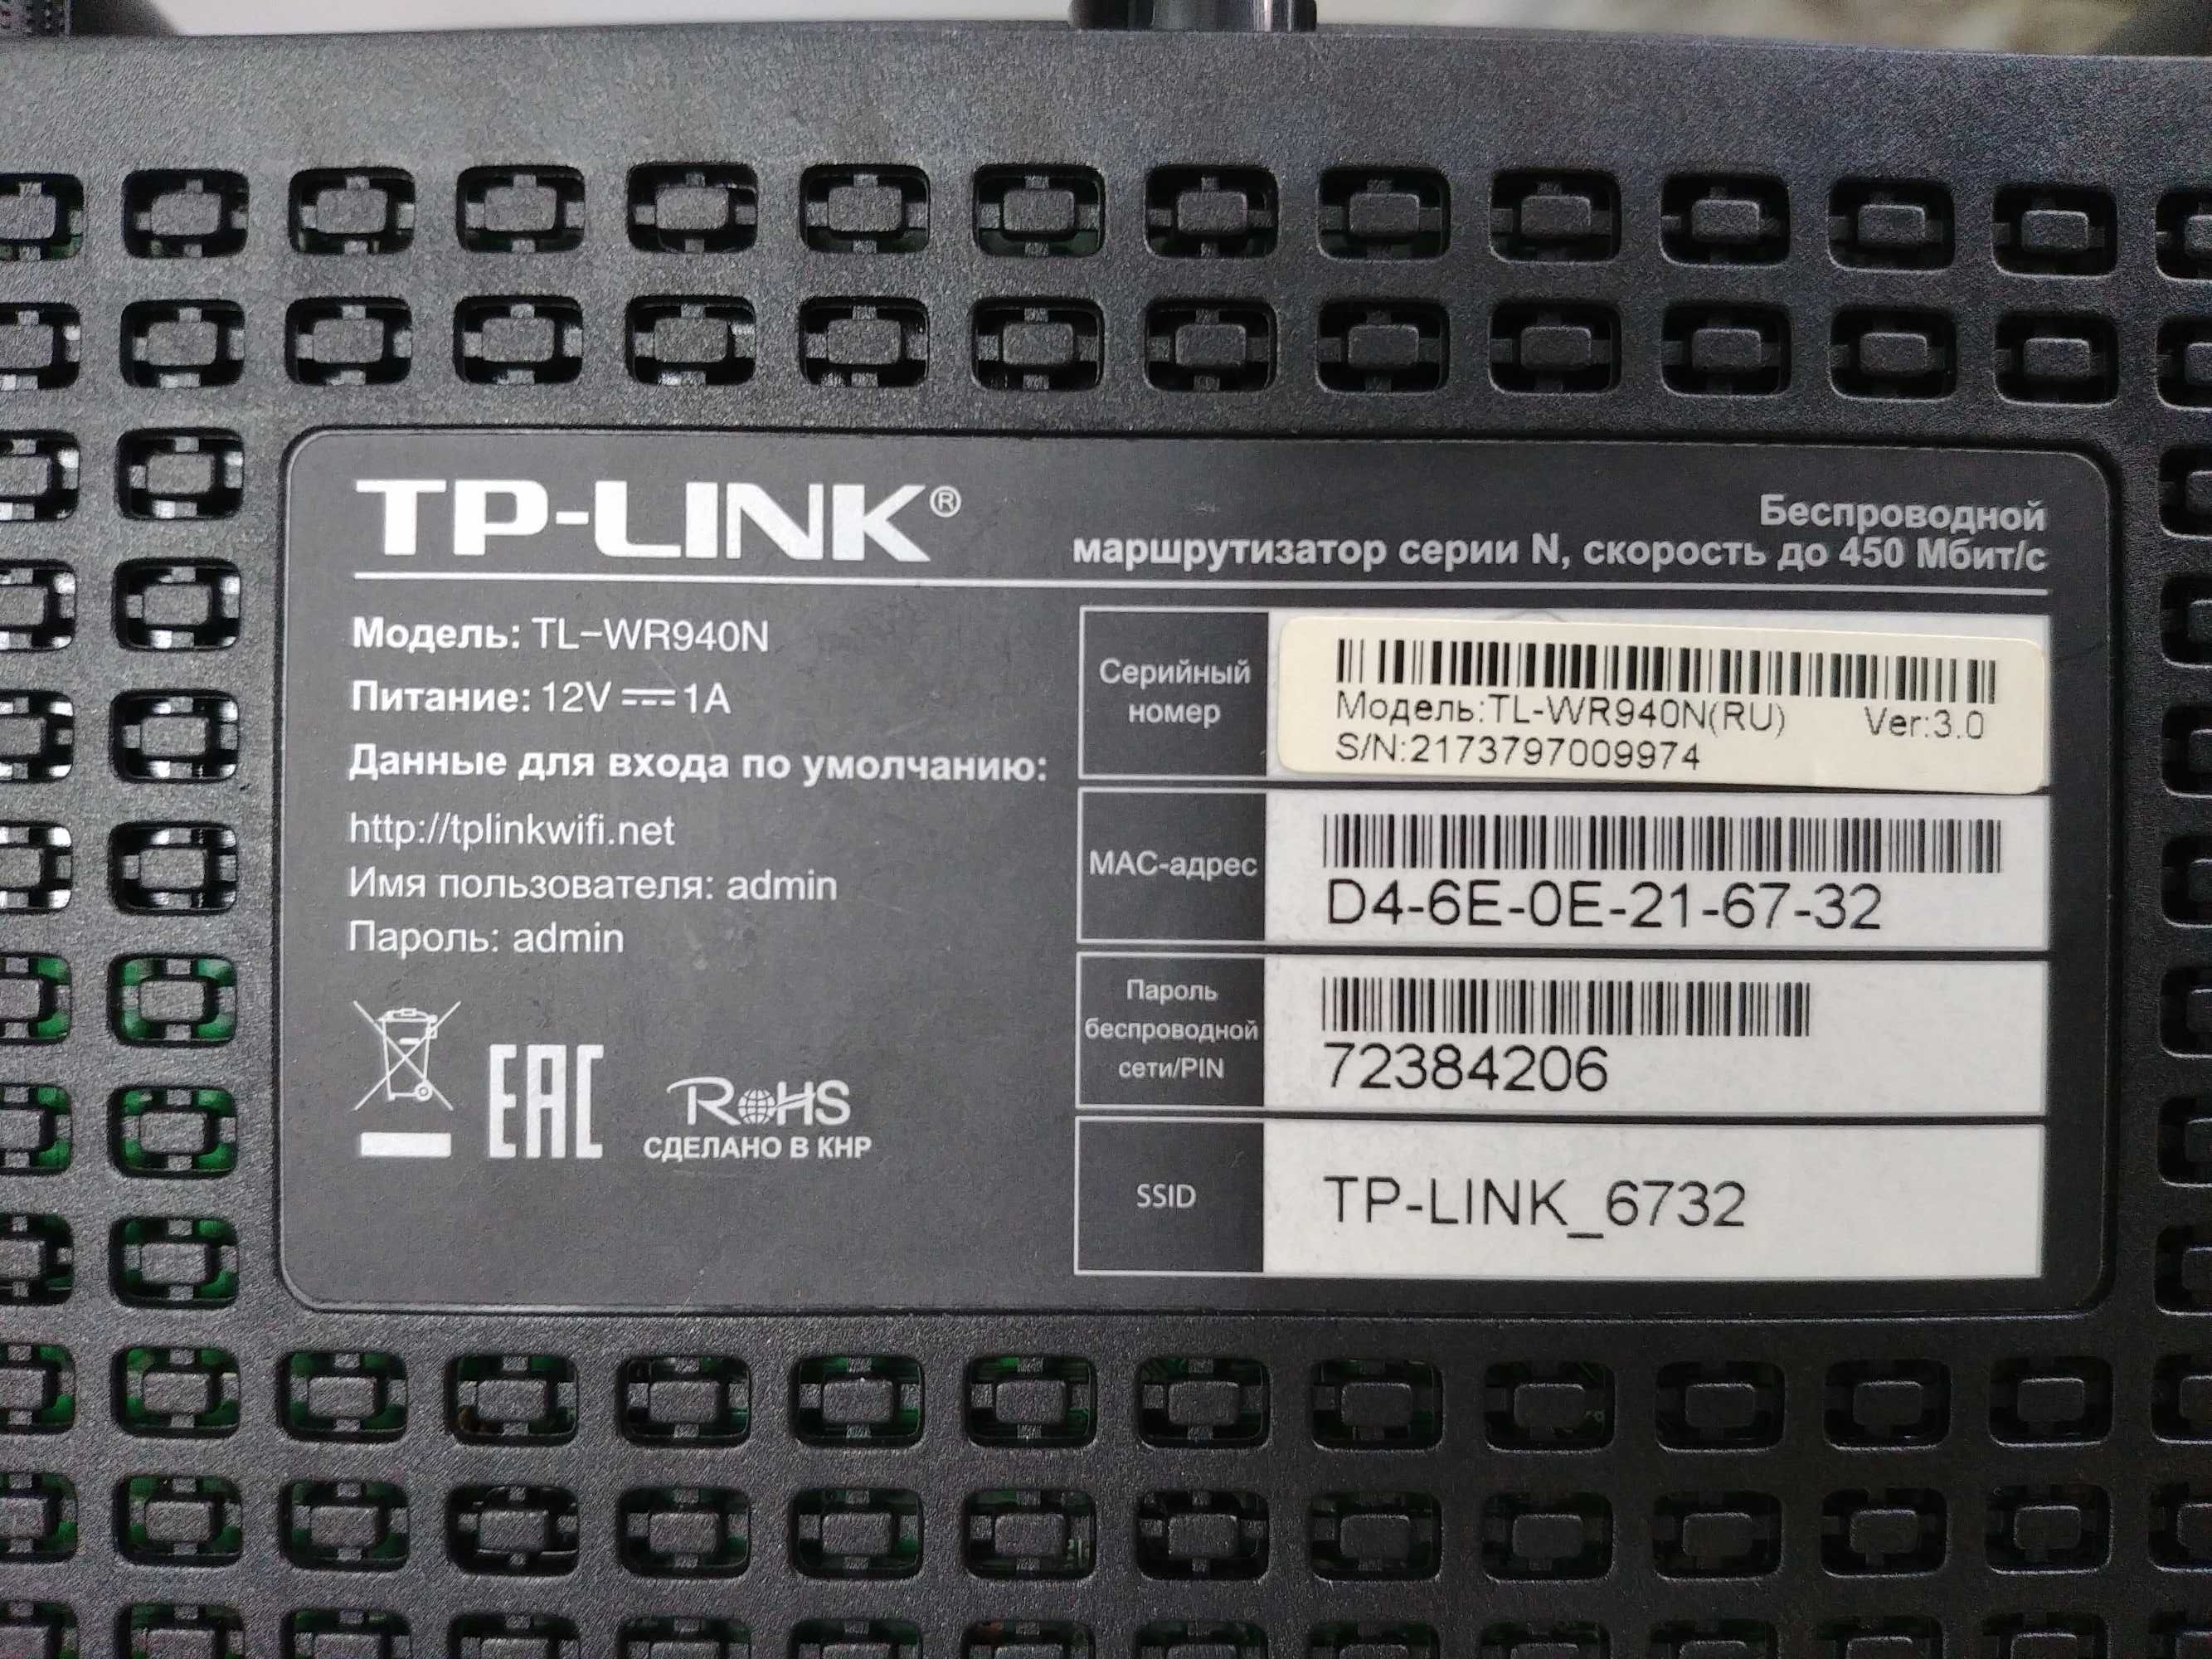 TP-LINK®
Беспроводной
маршрутизатор серии N, скорость до 450 Мбит/с
Модель: TL-WR940N
Питание: 12V ⎓ 1A
Данные для входа по умолчанию:
http://tplinkwifi.net
Имя пользователя: admin
Пароль: admin
EAC
RoHS
СДЕЛАНО В КНР
Серийный
номер
Модель:TL-WR940N(RU) Ver:3.0
S/N:2173797009974
MAC-адрес
D4-6E-0E-21-67-32
Пароль
беспроводной
сети/PIN
72384206
SSID
TP-LINK_6732